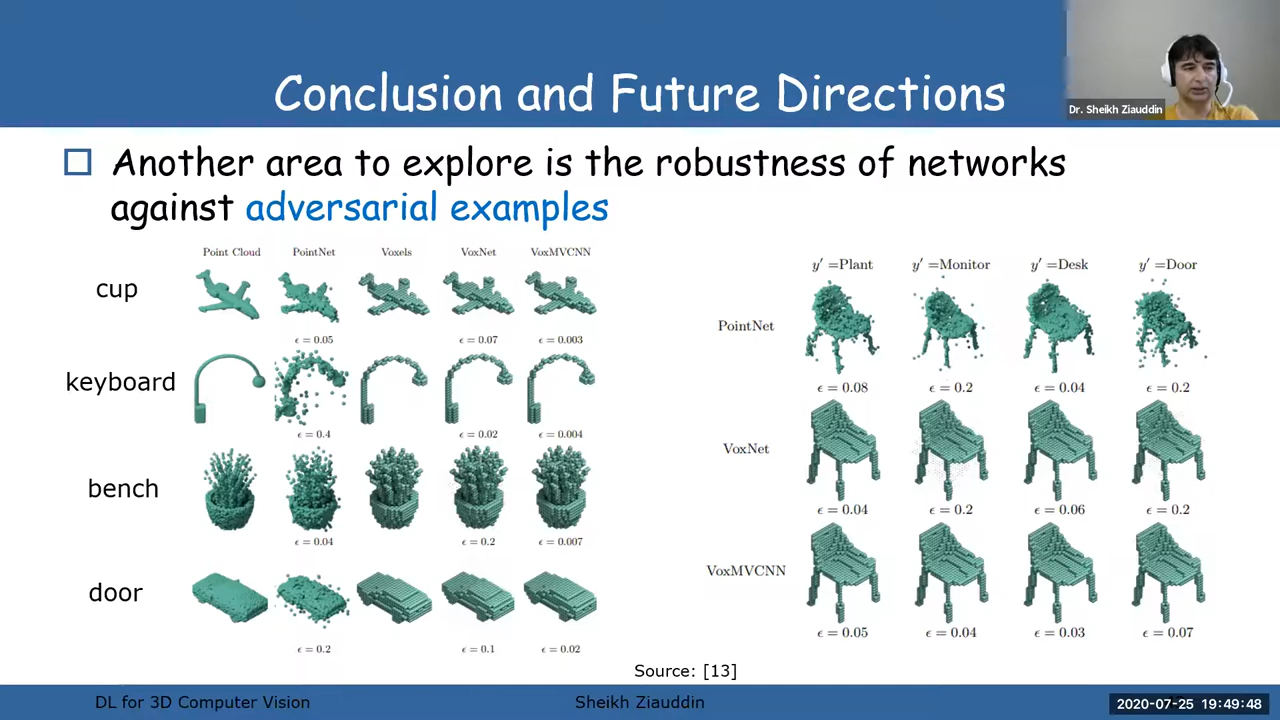 Conclusion and Future Directions
Dr. Sheikh Ziauddin
Another area to explore is the robustness of networks
against adversarial examples
Point Cloud PointNet Voxels VoxNet VoxMVCNN
cup
ϵ = 0.05 ϵ = 0.07 ϵ = 0.003
keyboard
ϵ = 0.4 ϵ = 0.02 ϵ = 0.004
bench
ϵ = 0.04 ϵ = 0.2 ϵ = 0.007
door
ϵ = 0.2 ϵ = 0.1 ϵ = 0.02
y′ =Plant y′ =Monitor y′ =Desk y′ =Door
PointNet
ϵ = 0.08 ϵ = 0.2 ϵ = 0.04 ϵ = 0.2
VoxNet
ϵ = 0.04 ϵ = 0.2 ϵ = 0.06 ϵ = 0.2
VoxMVCNN
ϵ = 0.05 ϵ = 0.04 ϵ = 0.03 ϵ = 0.07
Source: [13]
DL for 3D Computer Vision Sheikh Ziauddin 2020-07-25 19:49:48